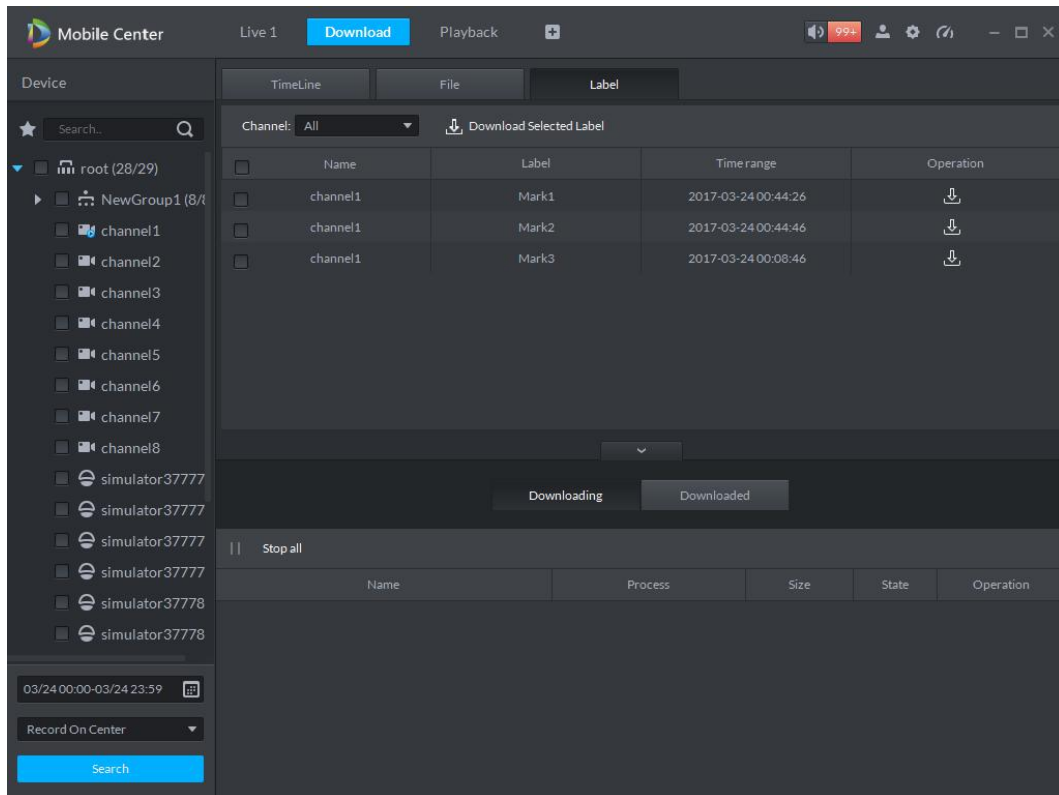 Mobile Center
Live 1 Download Playback 99+
Device
TimeLine File Label
Search..
Channel: All Download Selected Label
root (28/29)
NewGroup1 (8/8
channel1
channel2
channel3
channel4
channel5
channel6
channel7
channel8
simulator37777
simulator37777
simulator37777
simulator37777
simulator37778
simulator37778
03/24 00:00-03/24 23:59
Record On Center
Search
Name Label Time range Operation
channel1 Mark1 2017-03-24 00:44:26
channel1 Mark2 2017-03-24 00:44:46
channel1 Mark3 2017-03-24 00:08:46
Downloading Downloaded
Stop all
Name Process Size State Operation